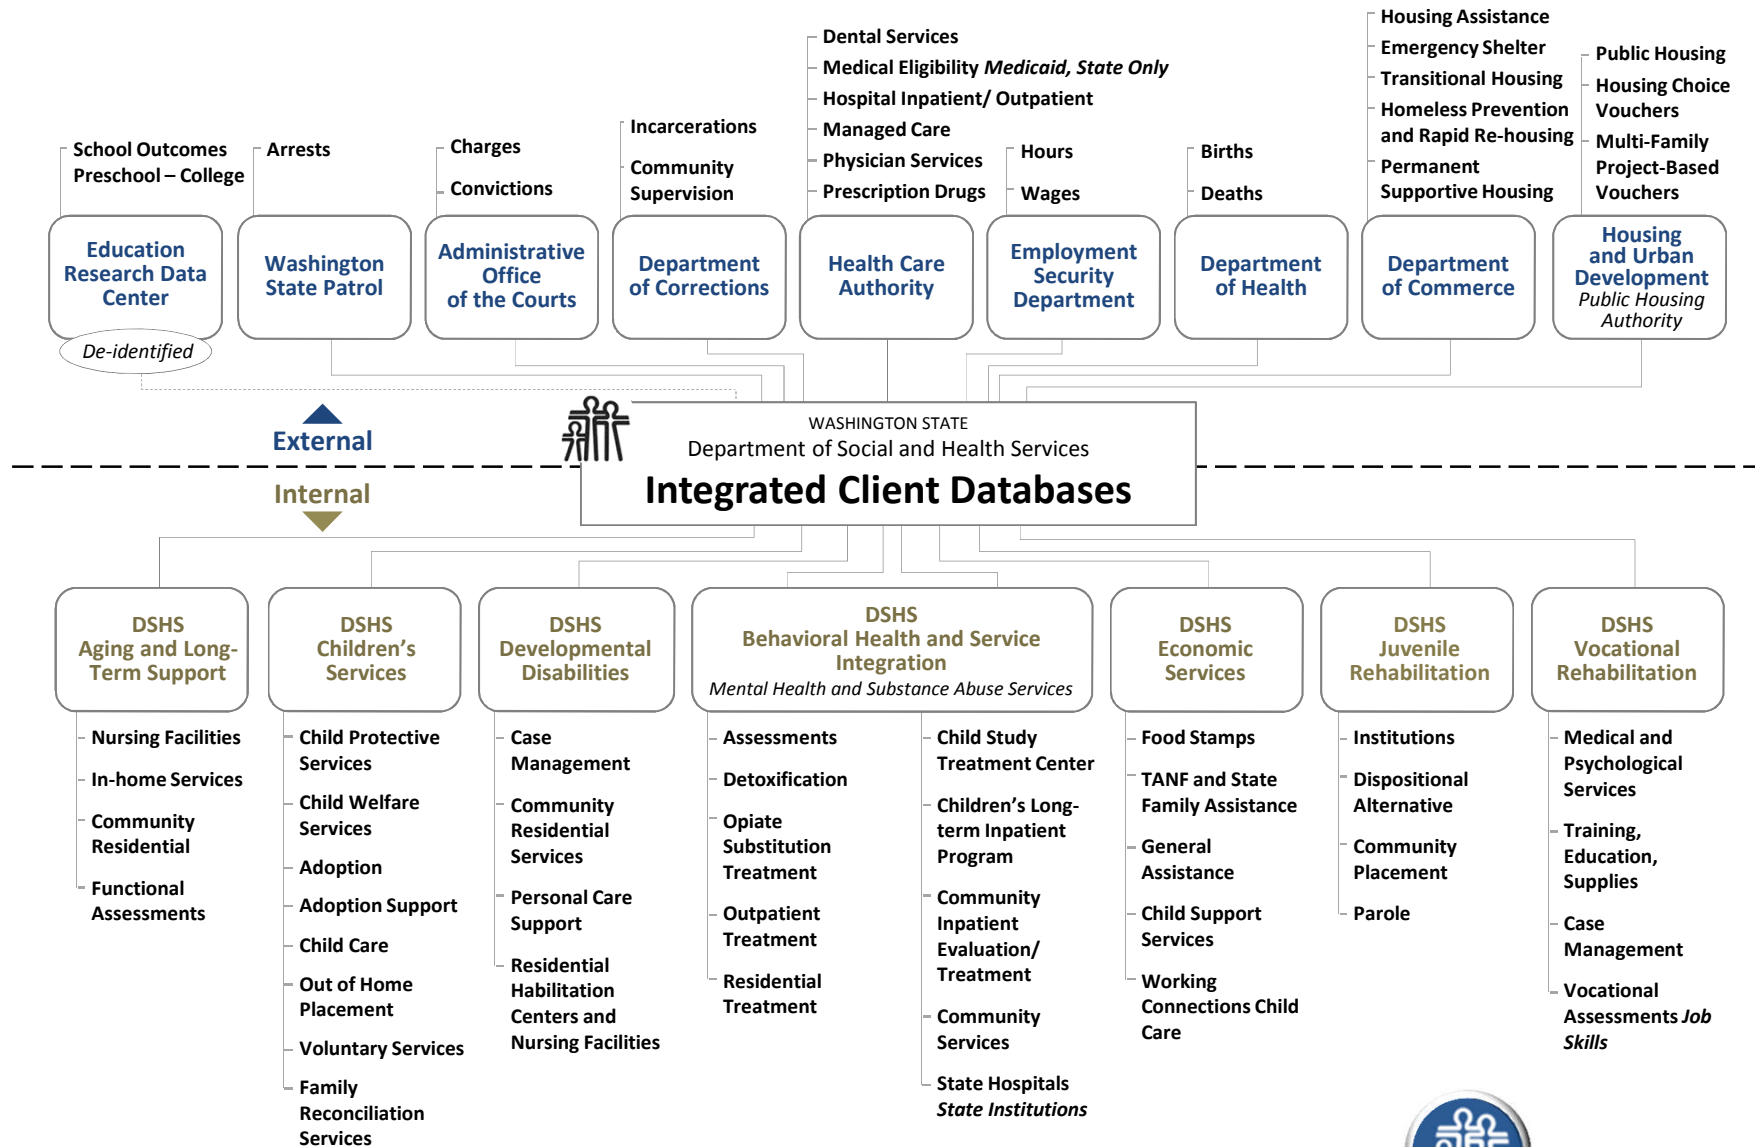 School Outcomes
Preschool – College
Arrests
Charges
Convictions
Incarcerations
Community
Supervision
Dental Services
Medical Eligibility Medicaid, State Only
Hospital Inpatient/ Outpatient
Managed Care
Physician Services
Prescription Drugs
Hours
Wages
Births
Deaths
Housing Assistance
Emergency Shelter
Transitional Housing
Homeless Prevention
and Rapid Re-housing
Permanent
Supportive Housing
Public Housing
Housing Choice
Vouchers
Multi-Family
Project-Based
Vouchers
Education
Research Data
Center
De-identified
Washington
State Patrol
Administrative
Office
of the Courts
Department
of Corrections
Health Care
Authority
Employment
Security
Department
Department
of Health
Department
of Commerce
Housing
and Urban
Development
Public Housing
Authority
External
Internal
WASHINGTON STATE
Department of Social and Health Services
Integrated Client Databases
DSHS
Aging and Long-
Term Support
Nursing Facilities
In-home Services
Community
Residential
Functional
Assessments
DSHS
Children’s
Services
Child Protective
Services
Child Welfare
Services
Adoption
Adoption Support
Child Care
Out of Home
Placement
Voluntary Services
Family
Reconciliation
Services
DSHS
Developmental
Disabilities
Case
Management
Community
Residential
Services
Personal Care
Support
Residential
Habilitation
Centers and
Nursing Facilities
DSHS
Behavioral Health and Service
Integration
Mental Health and Substance Abuse Services
Assessments
Detoxification
Opiate
Substitution
Treatment
Outpatient
Treatment
Residential
Treatment
Child Study
Treatment Center
Children’s Long-
term Inpatient
Program
Community
Inpatient
Evaluation/
Treatment
Community
Services
State Hospitals
State Institutions
DSHS
Economic
Services
Food Stamps
TANF and State
Family Assistance
General
Assistance
Child Support
Services
Working
Connections Child
Care
DSHS
Juvenile
Rehabilitation
Institutions
Dispositional
Alternative
Community
Placement
Parole
DSHS
Vocational
Rehabilitation
Medical and
Psychological
Services
Training,
Education,
Supplies
Case
Management
Vocational
Assessments Job
Skills